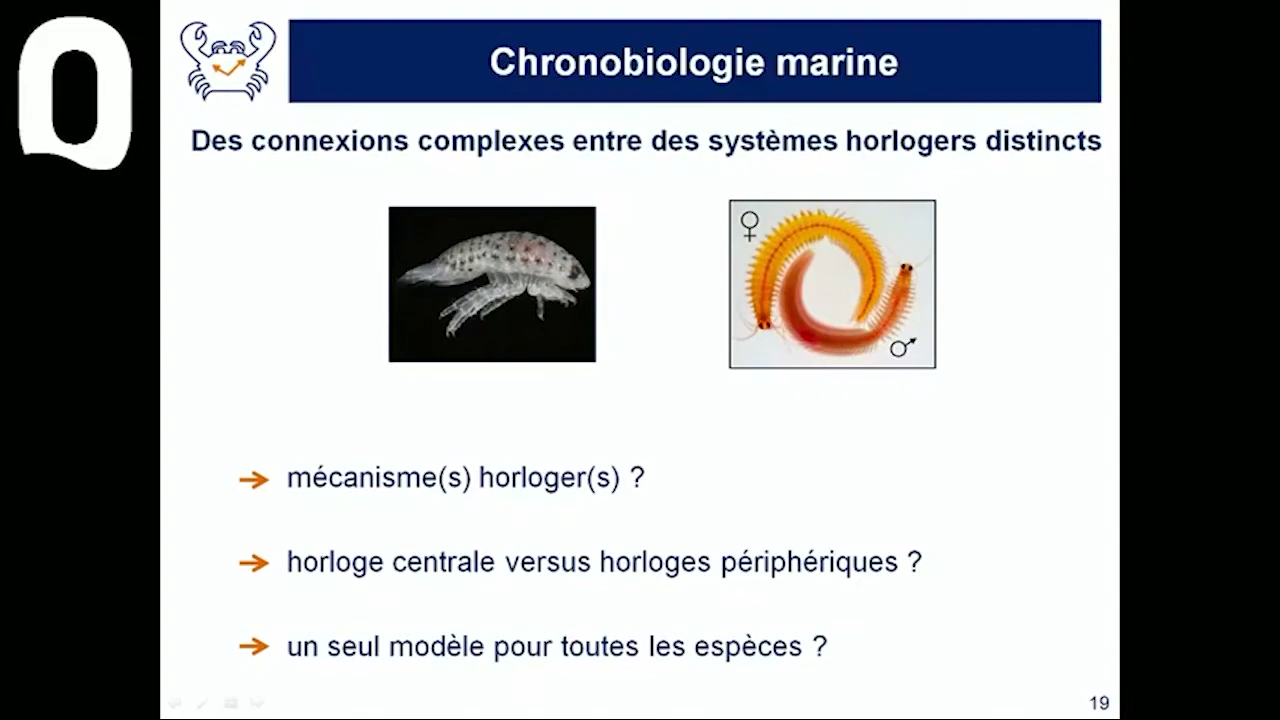 Chronobiologie marine
Des connexions complexes entre des systèmes horlogers distincts
♀
♂
mécanisme(s) horloger(s) ?
horloge centrale versus horloges périphériques ?
un seul modèle pour toutes les espèces ?
19